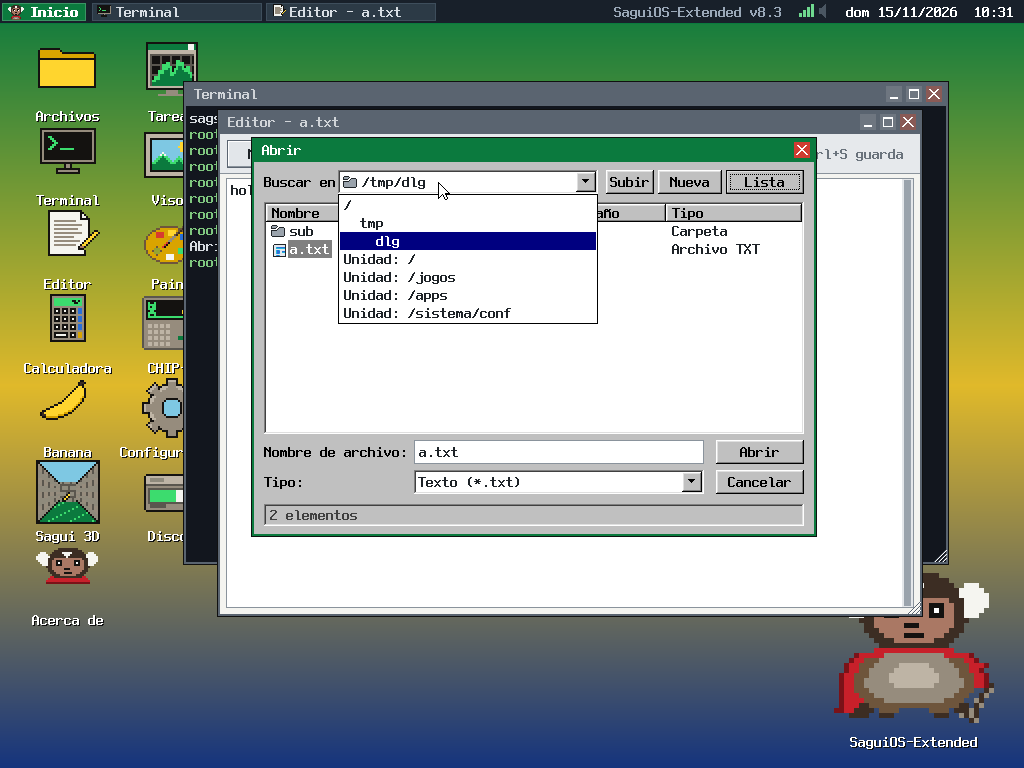 Inicio
Terminal
Editor - a.txt
SaguiOS-Extended v8.3
dom 15/11/2026
10:31
Archivos
Terminal
Editor
Calculadora
Banana
Sagui 3D
Acerca de
Terminal
Editor - a.txt
Abrir
Buscar en
/tmp/dlg
Subir
Nueva
Lista
Nombre
Tipo
sub
Carpeta
a.txt
Archivo TXT
/
tmp
dlg
Unidad: /
Unidad: /jogos
Unidad: /apps
Unidad: /sistema/conf
Nombre de archivo:
a.txt
Abrir
Tipo:
Texto (*.txt)
Cancelar
2 elementos
guarda
SaguiOS-Extended